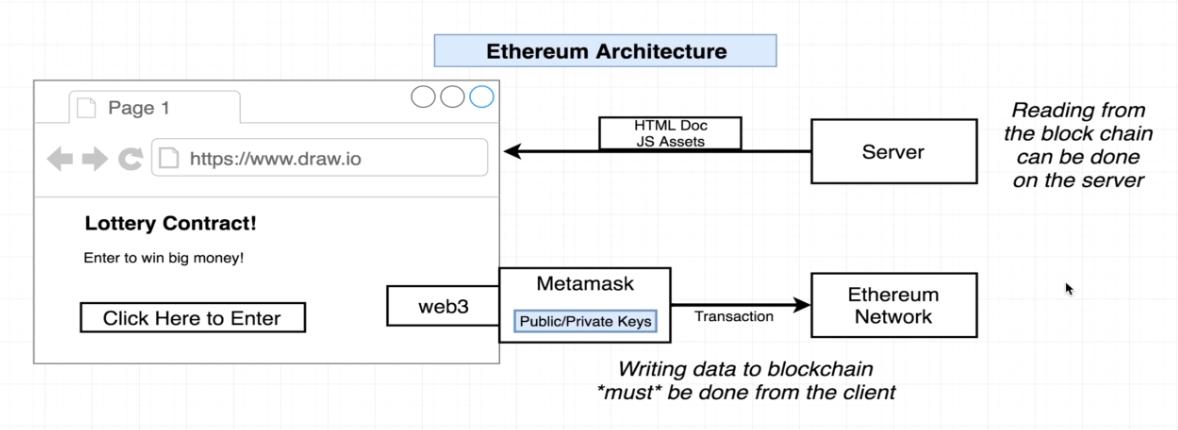 Ethereum Architecture
Page 1
https://www.draw.io
Lottery Contract!
Enter to win big money!
Click Here to Enter
web3
HTML Doc
JS Assets
Server
Reading from
the block chain
can be done
on the server
Metamask
Public/Private Keys
Transaction
Ethereum
Network
Writing data to blockchain
*must* be done from the client